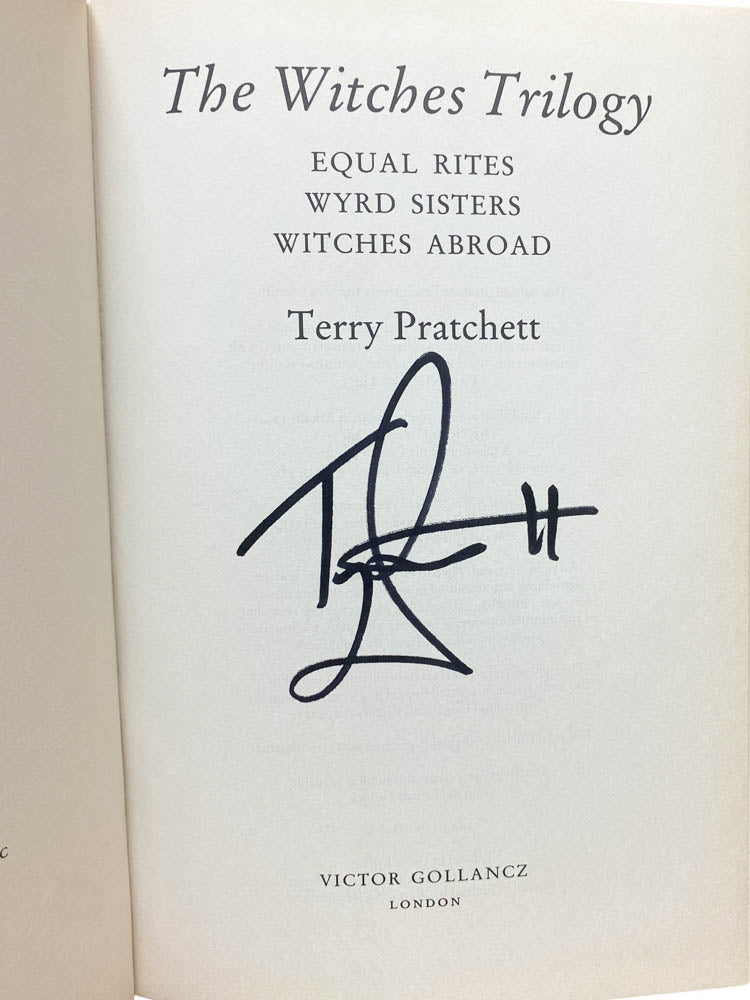 The Witches Trilogy
EQUAL RITES
WYRD SISTERS
WITCHES ABROAD
Terry Pratchett
VICTOR GOLLANCZ
LONDON
c